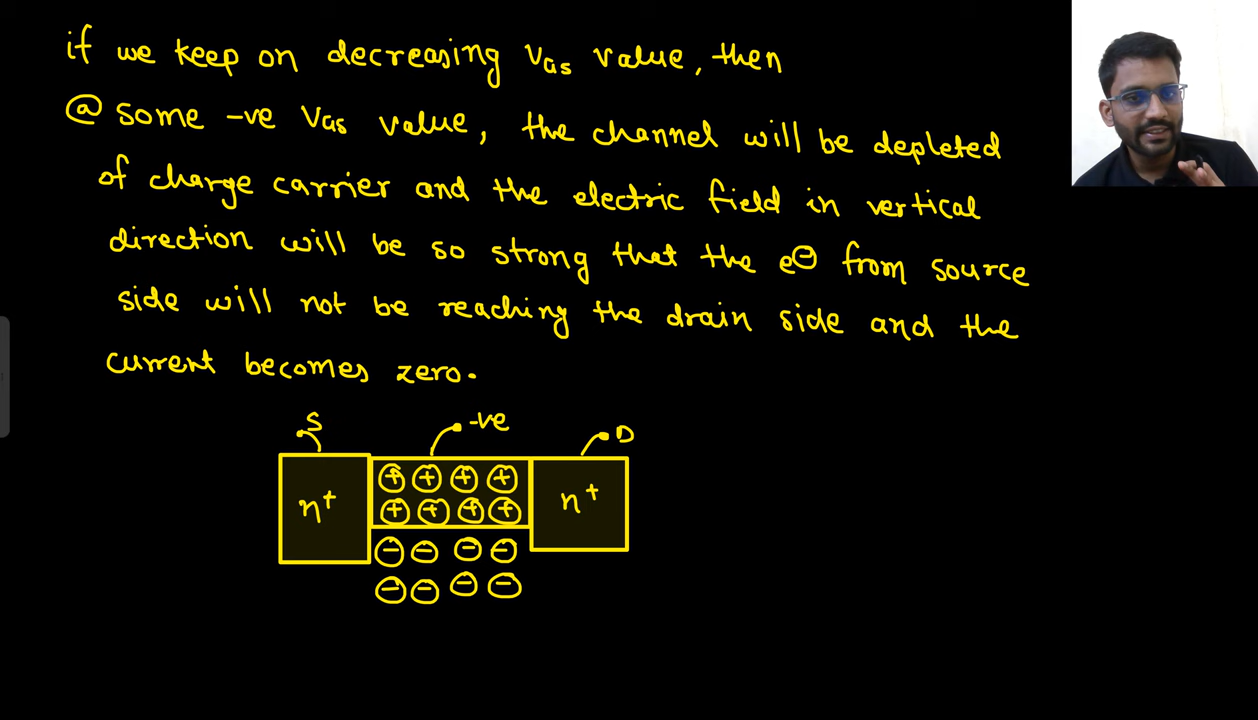 if we keep on decreasing VGS value, then
@ some -ve VGS value, the channel will be depleted
of charge carrier and the electric field in vertical
direction will be so strong that the e⊖ from source
side will not be reaching the drain side and the
current becomes zero.
S -ve D
n+ + + + + n+
+ + + +
− − − −
− − − −